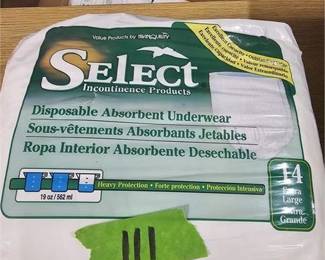 Value Products by TRANQUILITY
Select
Incontinence Products
Disposable Absorbent Underwear
Sous-vêtements Absorbants Jetables
Ropa Interior Absorbente Desechable
19 oz / 562 ml
Heavy Protection • Forte protection • Protección Intensiva
14
Extra
Large
Grande